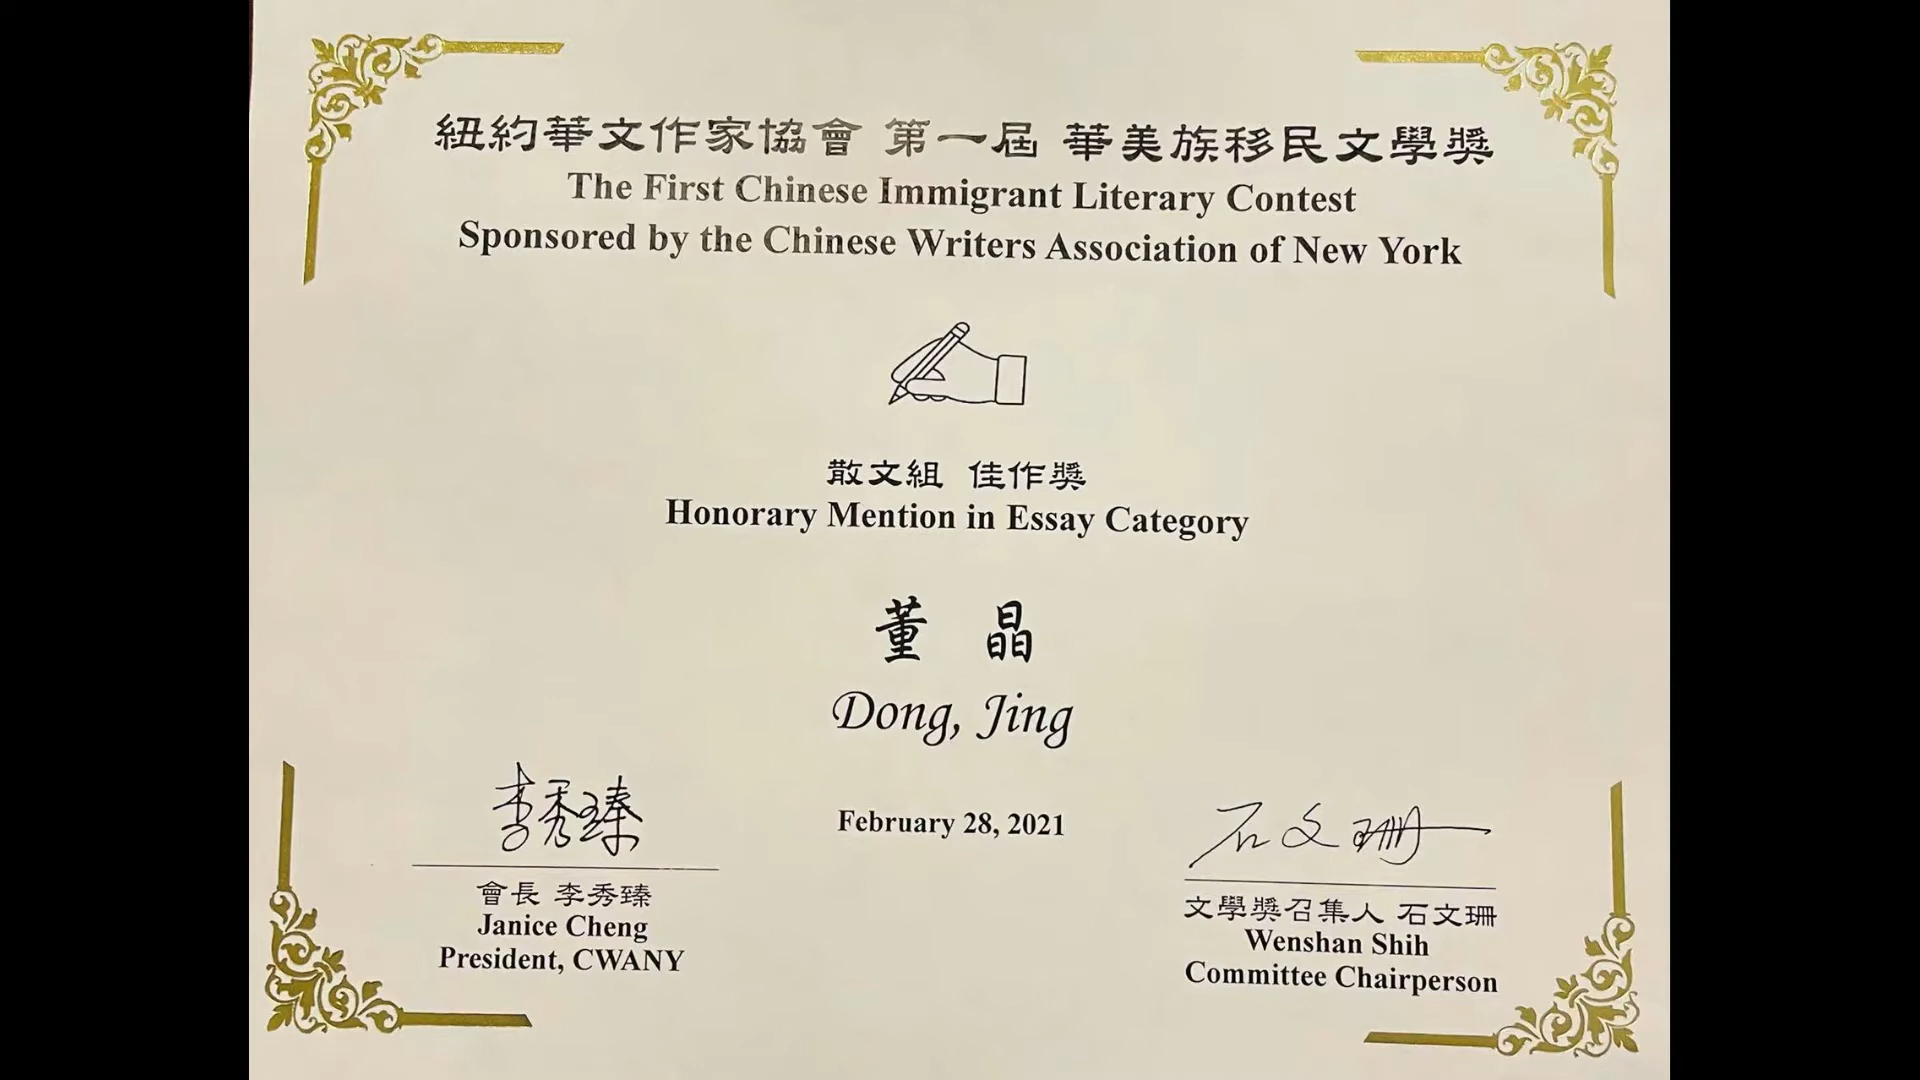 紐約華文作家協會 第一屆 華美族移民文學獎
The First Chinese Immigrant Literary Contest
Sponsored by the Chinese Writers Association of New York
散文組 佳作獎
Honorary Mention in Essay Category
董 晶
Dong, Jing
李秀臻
February 28, 2021
石文珊
會長 李秀臻
Janice Cheng
President, CWANY
文學獎召集人 石文珊
Wenshan Shih
Committee Chairperson